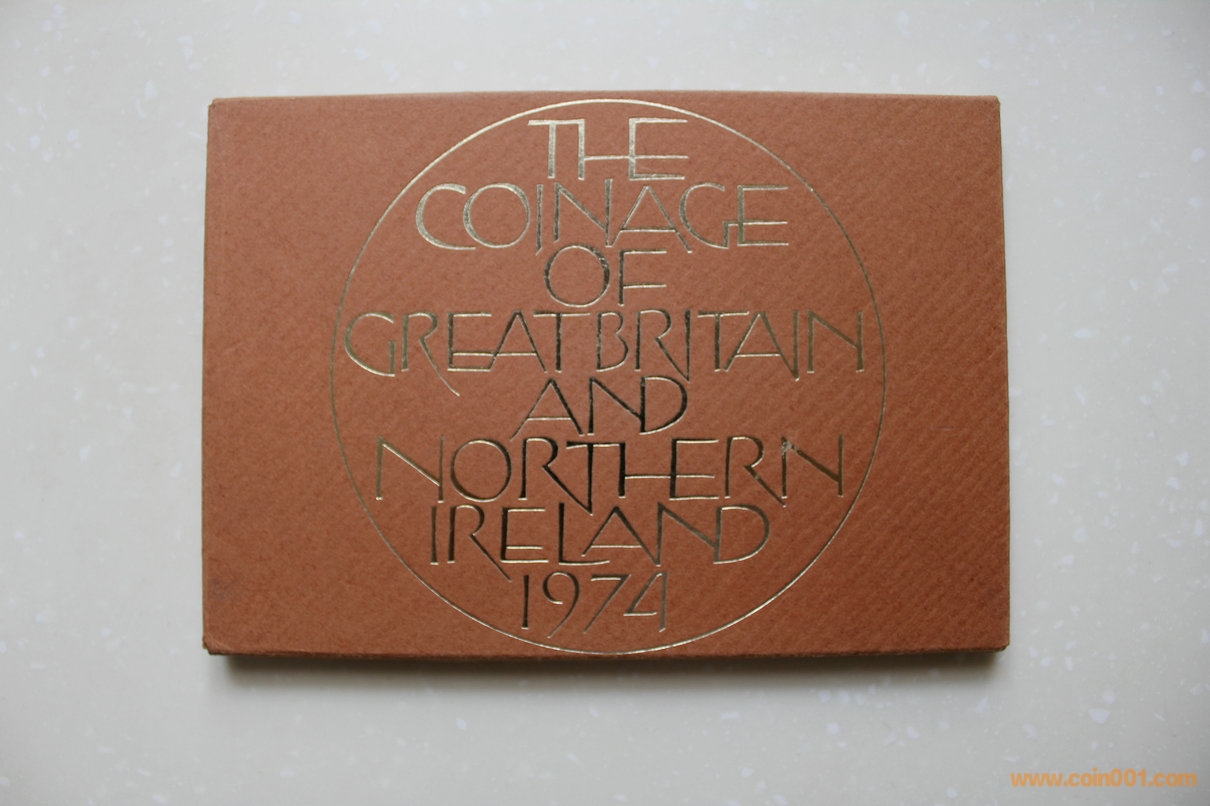 THE
COINAGE
OF
GREAT BRITAIN
AND
NORTHERN
IRELAND
1974
www.coin001.com